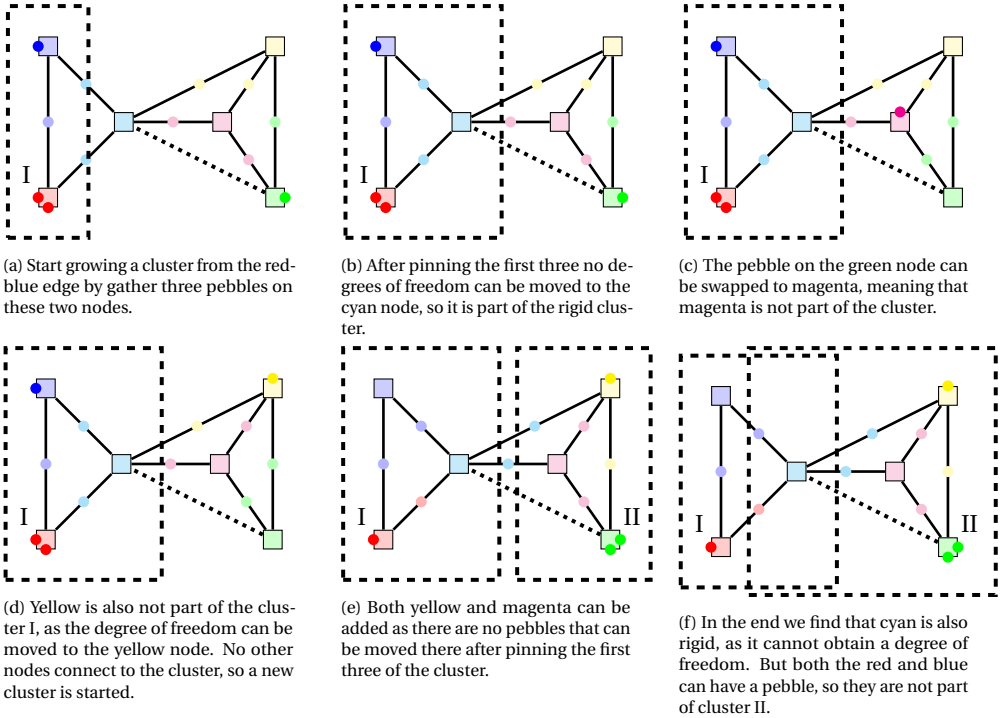 I
I
I
(a) Start growing a cluster from the red-
blue edge by gather three pebbles on
these two nodes.
(b) After pinning the first three no de-
grees of freedom can be moved to the
cyan node, so it is part of the rigid clus-
ter.
(c) The pebble on the green node can
be swapped to magenta, meaning that
magenta is not part of the cluster.
I
I
II
I
II
(d) Yellow is also not part of the clus-
ter I, as the degree of freedom can be
moved to the yellow node. No other
nodes connect to the cluster, so a new
cluster is started.
(e) Both yellow and magenta can be
added as there are no pebbles that can
be moved there after pinning the first
three of the cluster.
(f) In the end we find that cyan is also
rigid, as it cannot obtain a degree of
freedom. But both the red and blue
can have a pebble, so they are not part
of cluster II.